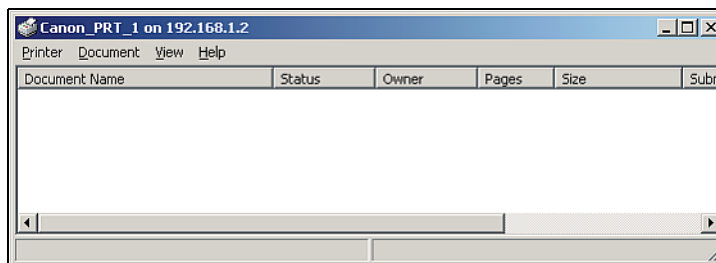 Canon_PRT_1 on 192.168.1.2
Printer Document View Help
Document Name Status Owner Pages Size